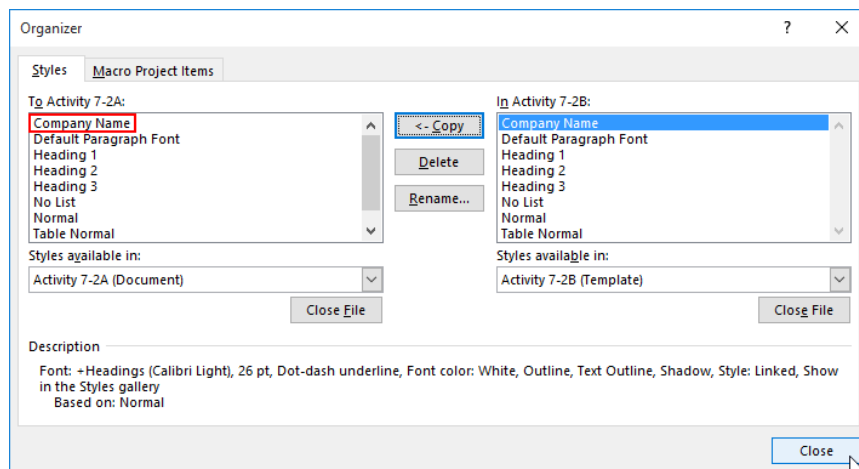 Organizer
?
Styles
Macro Project Items
To Activity 7-2A:
Company Name
Default Paragraph Font
Heading 1
Heading 2
Heading 3
No List
Normal
Table Normal
Styles available in:
Activity 7-2A (Document)
Close File
<- Copy
Delete
Rename...
In Activity 7-2B:
Company Name
Default Paragraph Font
Heading 1
Heading 2
Heading 3
No List
Normal
Table Normal
Styles available in:
Activity 7-2B (Template)
Close File
Description
Font: +Headings (Calibri Light), 26 pt, Dot-dash underline, Font color: White, Outline, Text Outline, Shadow, Style: Linked, Show
in the Styles gallery
Based on: Normal
Close